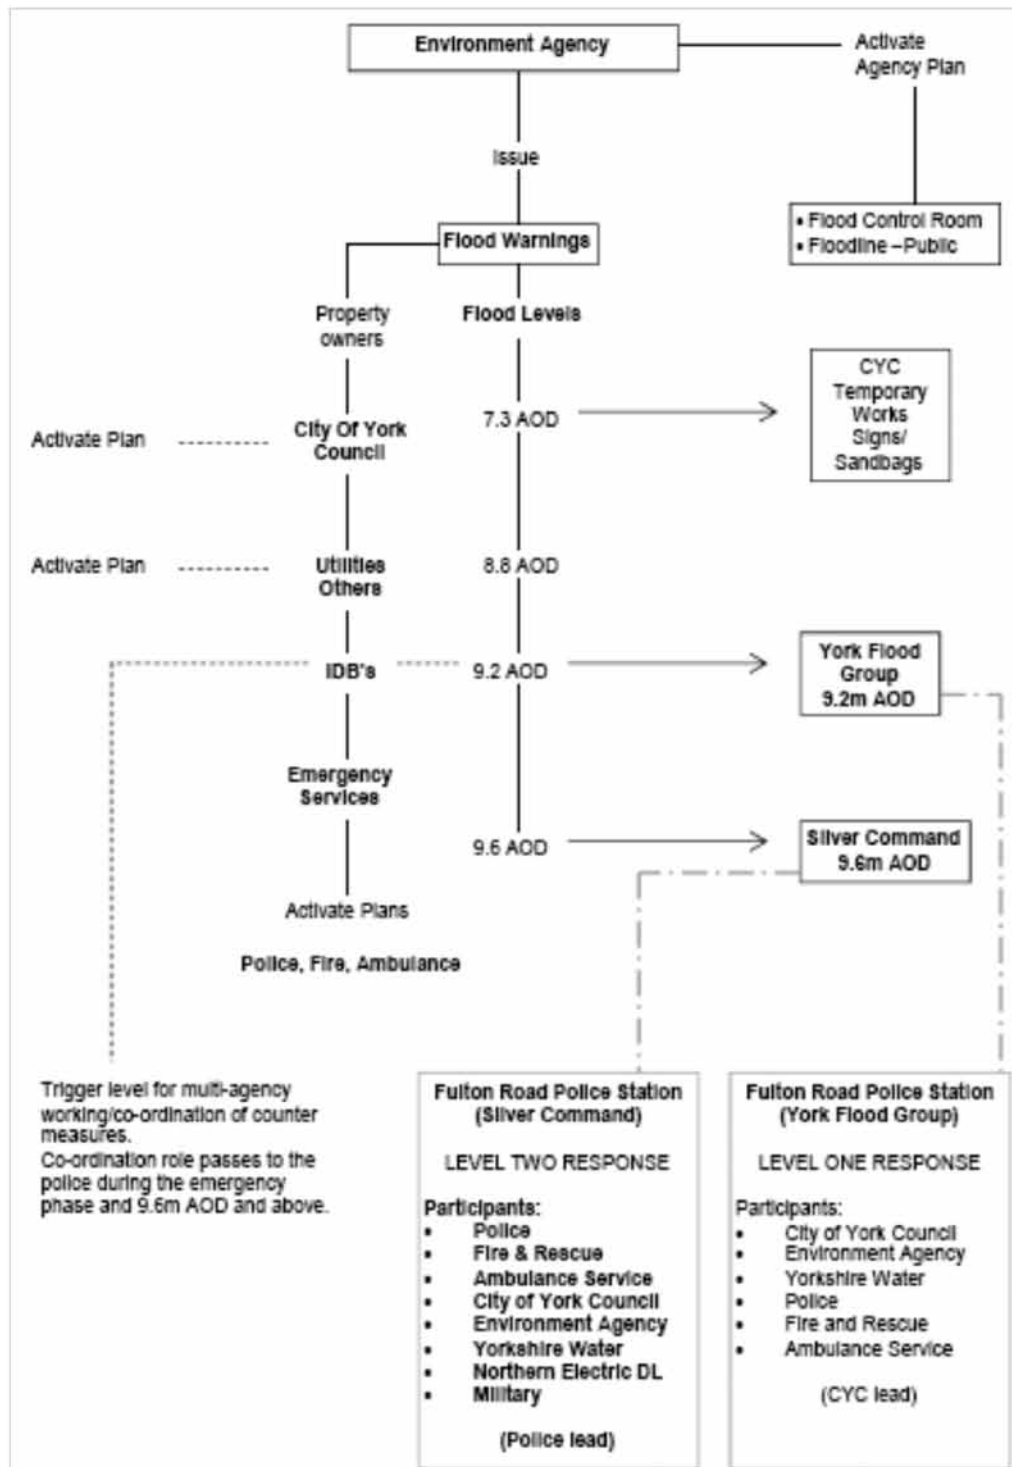 Environment Agency
Activate
Agency Plan
Issue
• Flood Control Room
• Floodline –Public
Flood Warnings
Property
owners
Flood Levels
CYC
Temporary
Works
Signs/
Sandbags
7.3 AOD
Activate Plan
City Of York
Council
Activate Plan
Utilities
Others
8.8 AOD
IDB's
9.2 AOD
York Flood
Group
9.2m AOD
Emergency
Services
9.6 AOD
Silver Command
9.6m AOD
Activate Plans
Police, Fire, Ambulance
Trigger level for multi-agency
working/co-ordination of counter
measures.
Co-ordination role passes to the
police during the emergency
phase and 9.6m AOD and above.
Fulton Road Police Station
(Silver Command)
LEVEL TWO RESPONSE
Participants:
• Police
• Fire & Rescue
• Ambulance Service
• City of York Council
• Environment Agency
• Yorkshire Water
• Northern Electric DL
• Military
(Police lead)
Fulton Road Police Station
(York Flood Group)
LEVEL ONE RESPONSE
Participants:
• City of York Council
• Environment Agency
• Yorkshire Water
• Police
• Fire and Rescue
• Ambulance Service
(CYC lead)